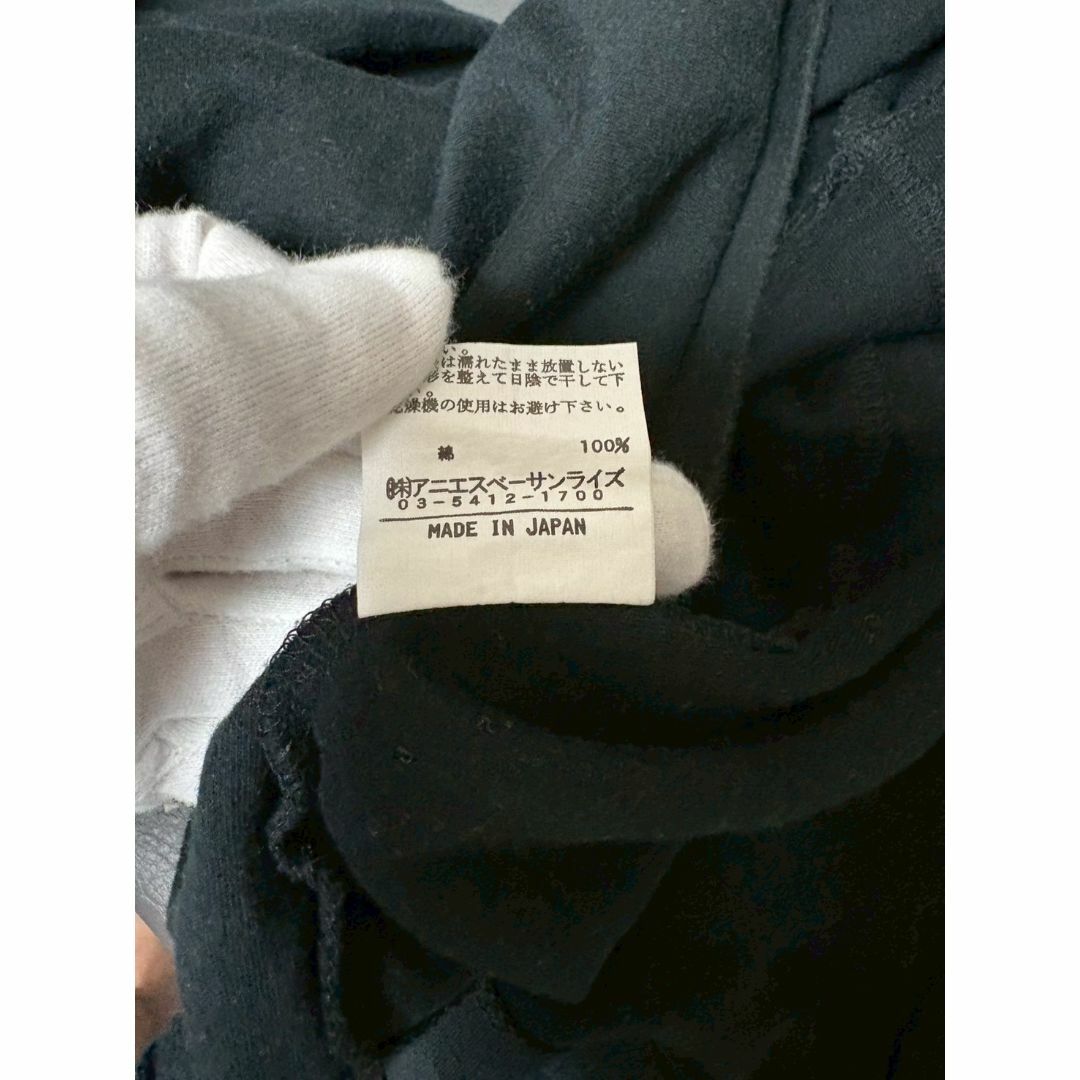 い。
は濡れたまま放置しない
形を整えて日陰で干して下
い。
燥機の使用はお避け下さい。
綿 100%
㈱アニエスベーサンライズ
03-5412-1700
MADE IN JAPAN